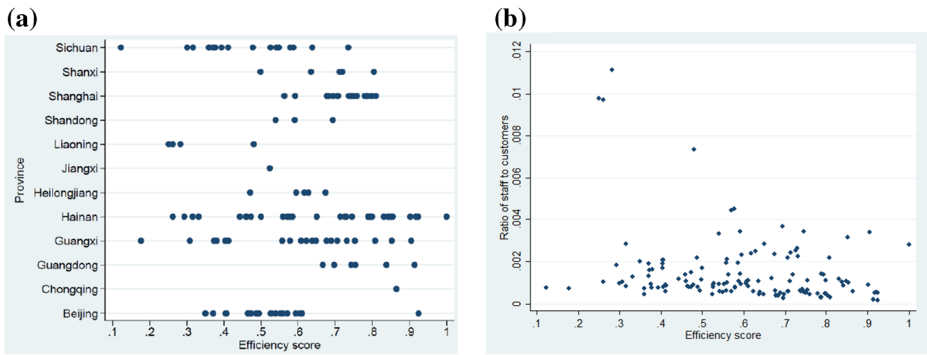 (a)
Province
Sichuan
Shanxi
Shanghai
Shandong
Liaoning
Jiangxi
Heilongjiang
Hainan
Guangxi
Guangdong
Chongqing
Beijing
.1 .2 .3 .4 .5 .6 .7 .8 .9 1
Efficiency score
(b)
Ratio of staff to customers
.012
.01
.008
.006
.004
.002
0
.1 .2 .3 .4 .5 .6 .7 .8 .9 1
Efficiency score